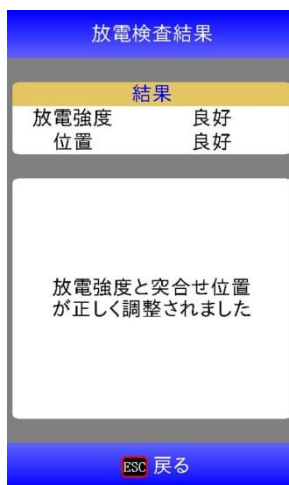 放電検査結果
結果
放電強度 良好
位置 良好
放電強度と突合せ位置
が正しく調整されました
ESC 戻る